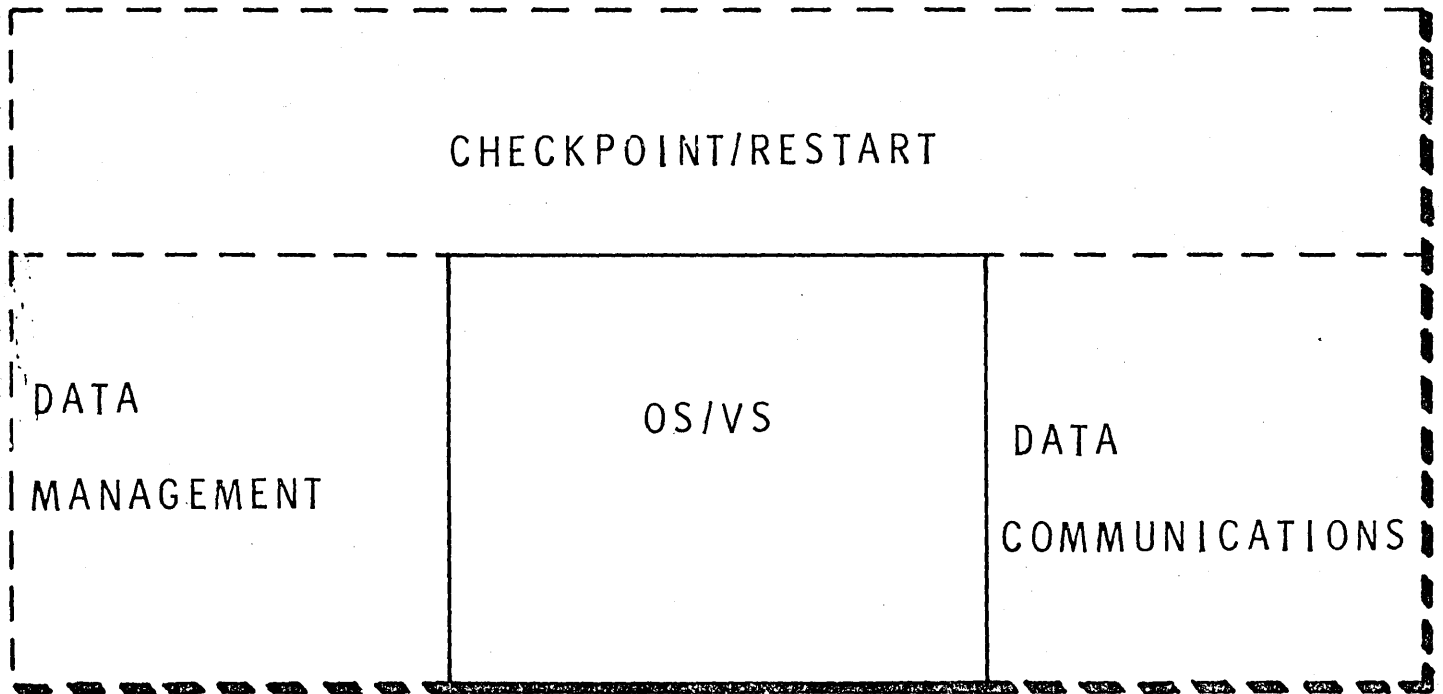 CHECKPOINT/RESTART
DATA
MANAGEMENT
OS/VS
DATA
COMMUNICATIONS